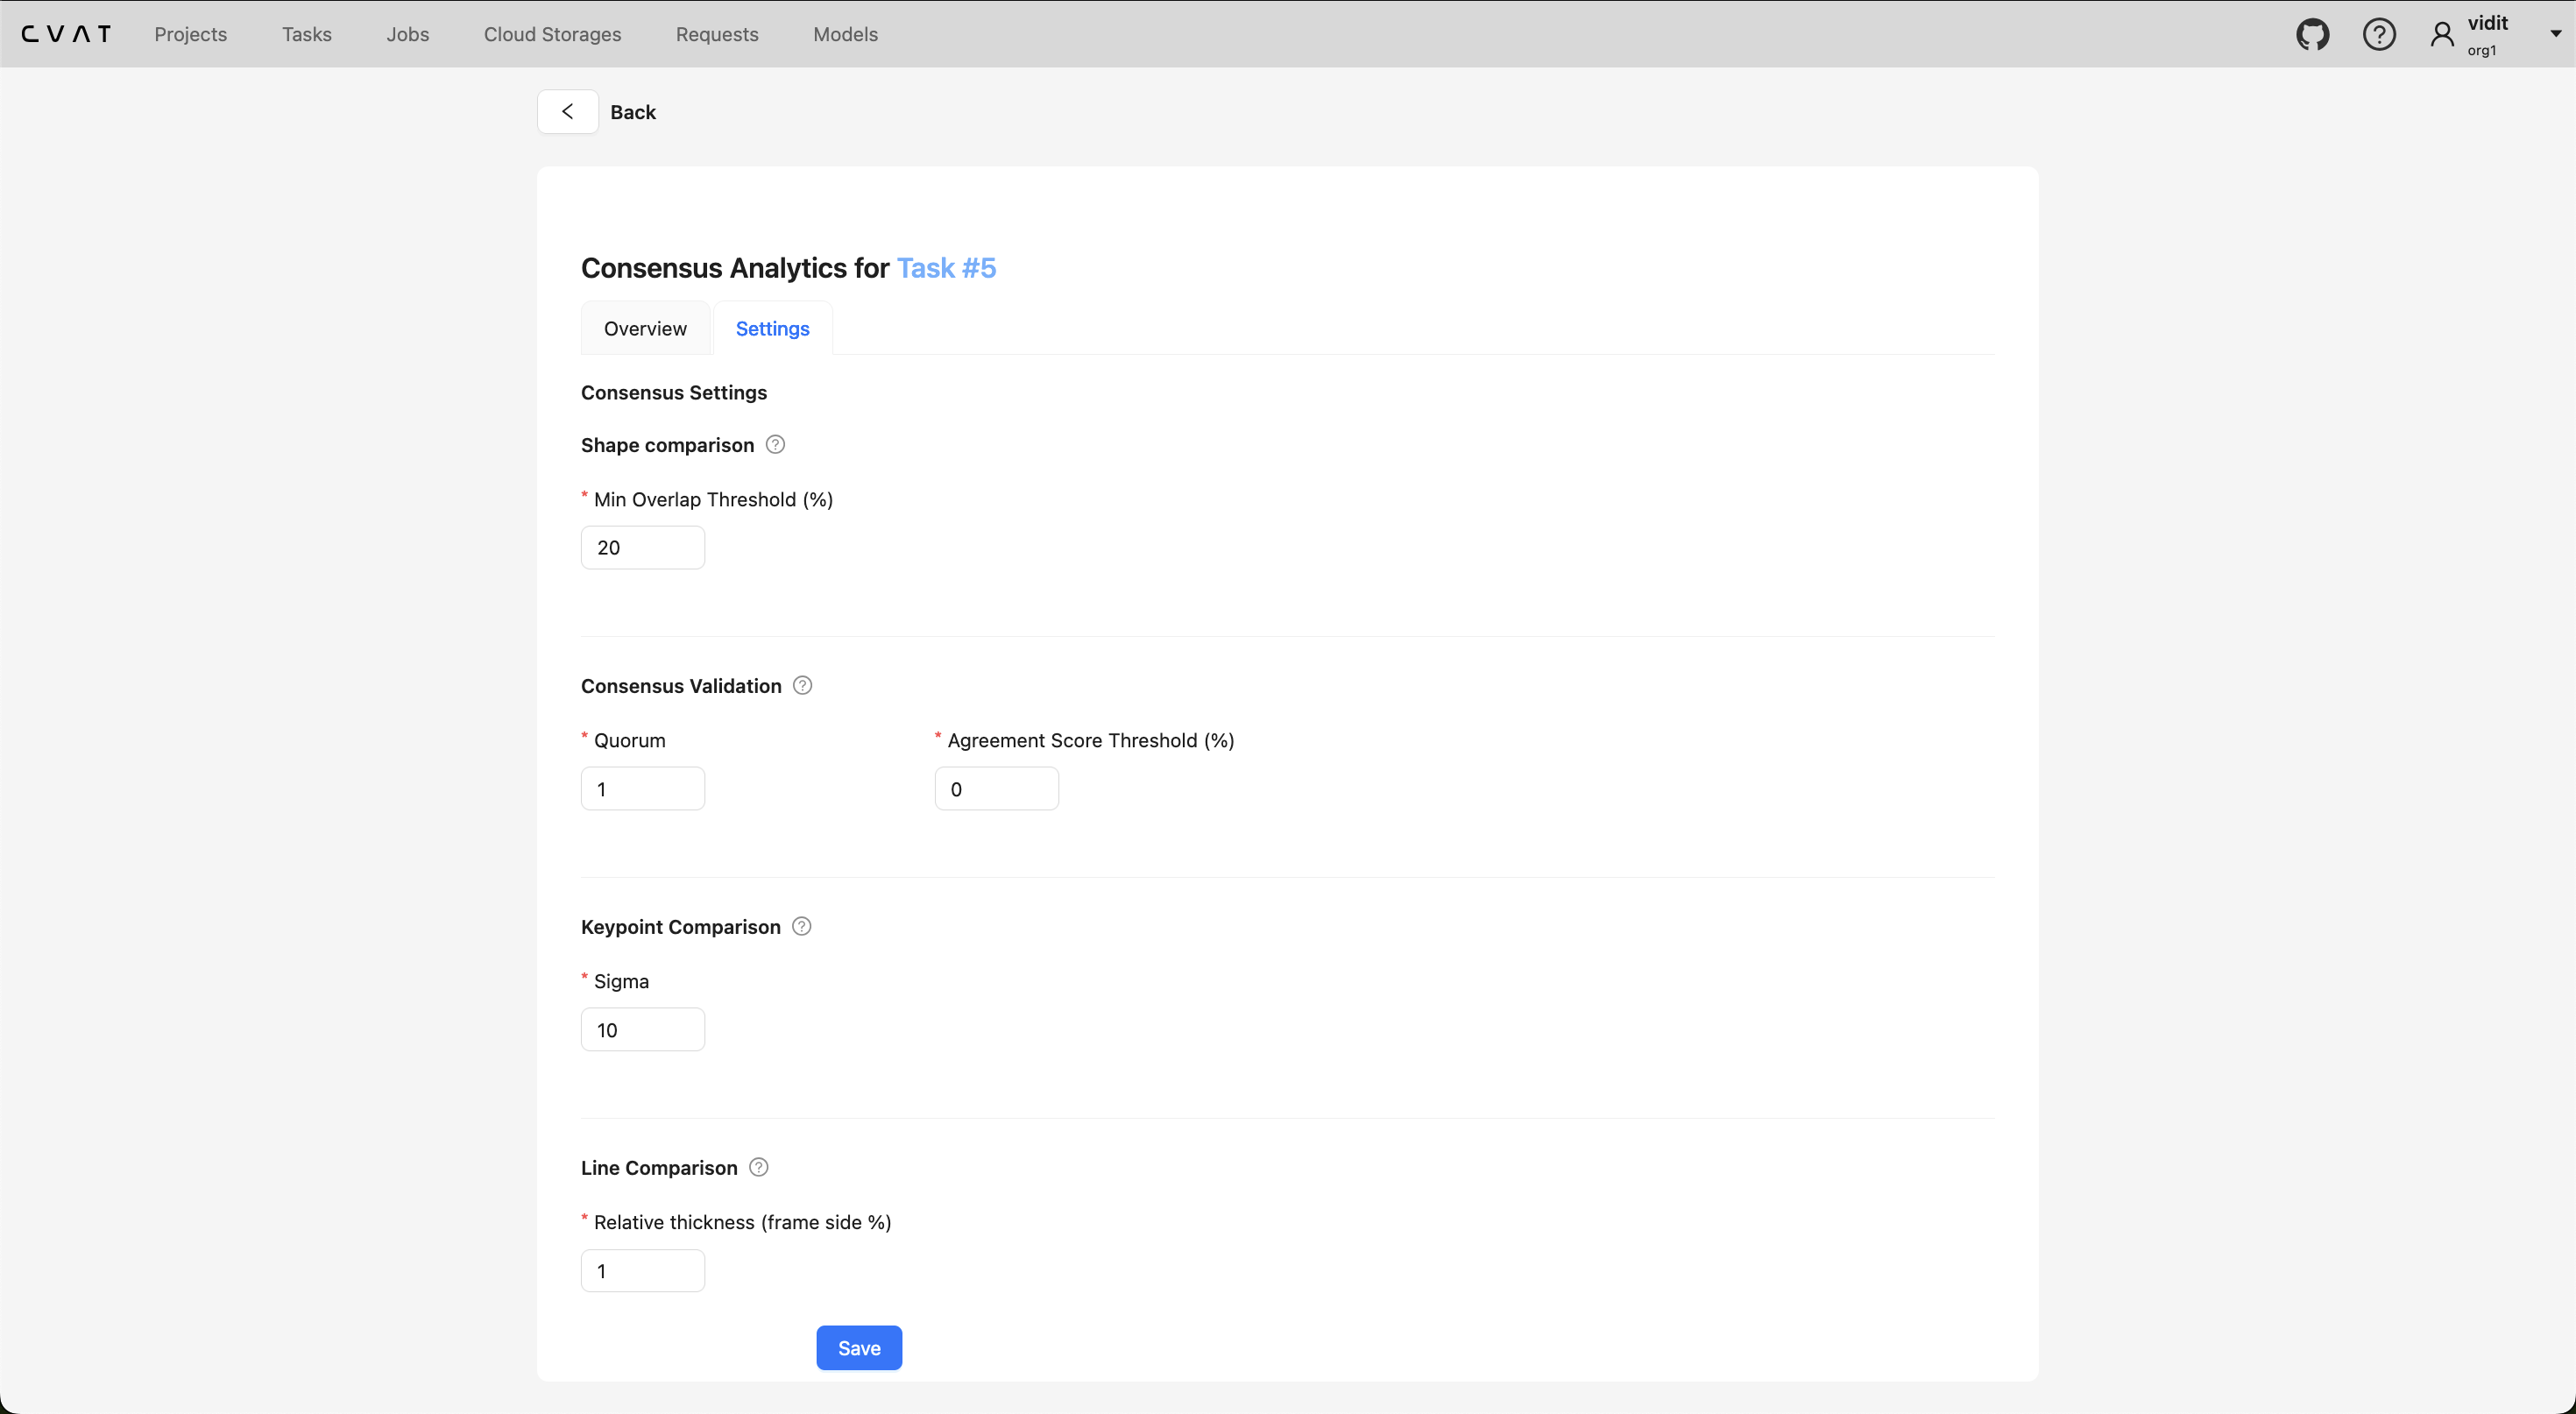 CVAT Projects Tasks Jobs Cloud Storages Requests Models vidit
org1
Back
Consensus Analytics for Task #5
Overview Settings
Consensus Settings
Shape comparison
* Min Overlap Threshold (%)
20
Consensus Validation
* Quorum * Agreement Score Threshold (%)
1 0
Keypoint Comparison
* Sigma
10
Line Comparison
* Relative thickness (frame side %)
1
Save